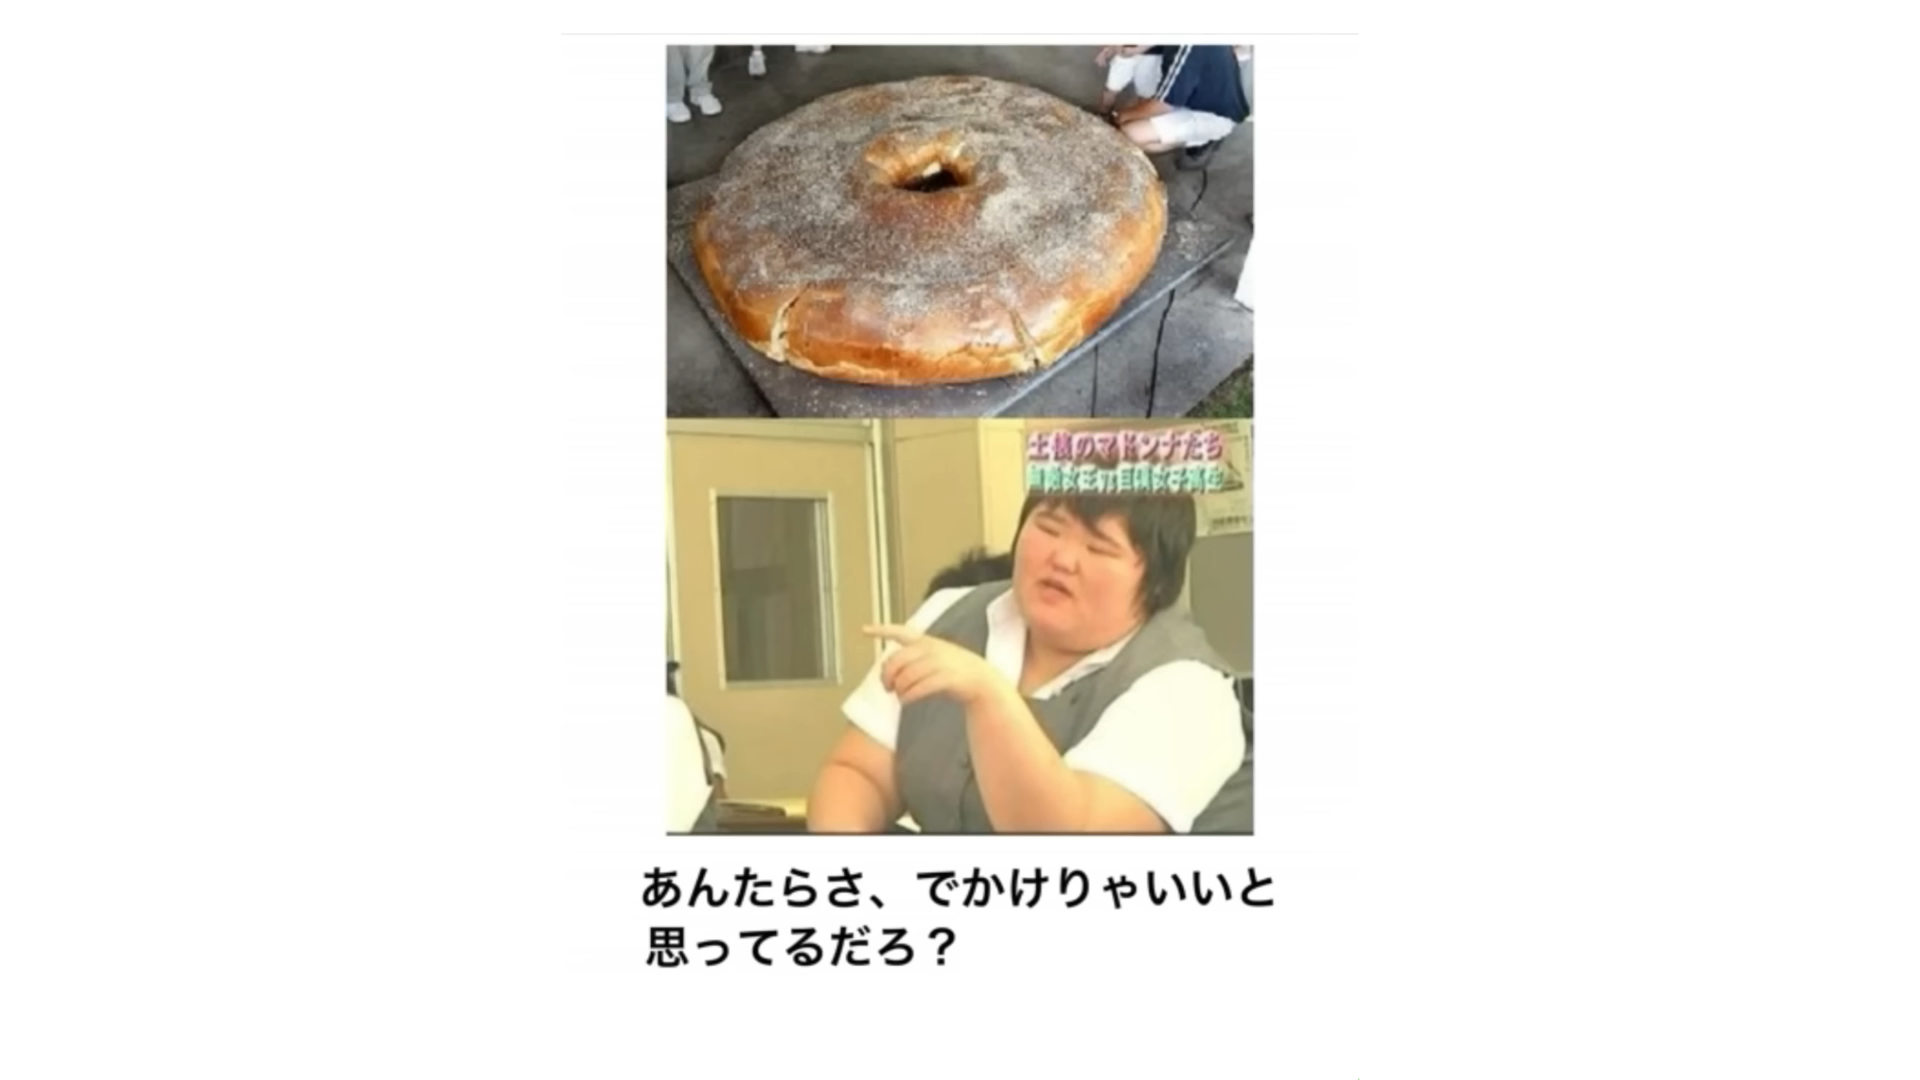 土俵のマドンナたち
あんたらさ、でかけりゃいいと
思ってるだろ？